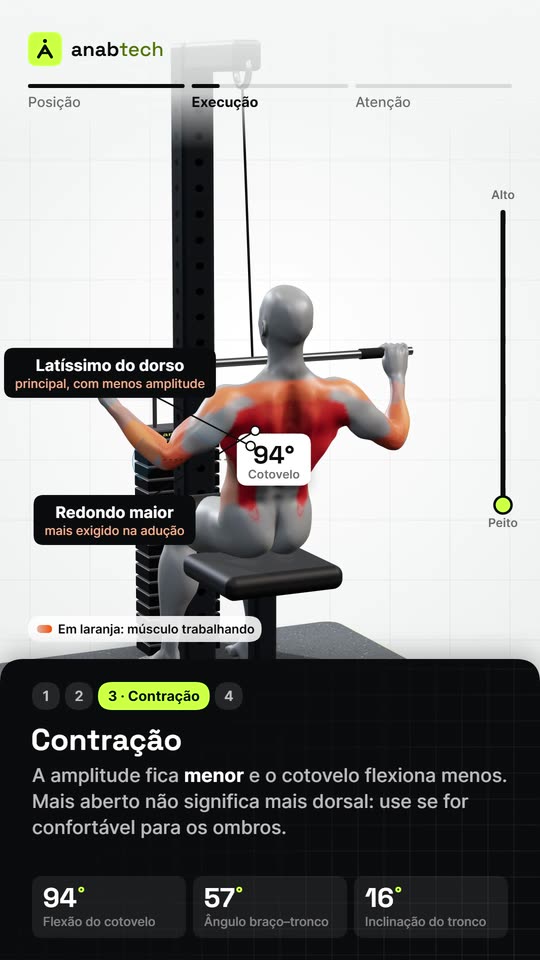 anabtech
Posição
Execução
Atenção
Alto
Latíssimo do dorso
principal, com menos amplitude
94°
Cotovelo
Redondo maior
mais exigido na adução
Peito
Em laranja: músculo trabalhando
1 2 3 · Contração 4
Contração
A amplitude fica menor e o cotovelo flexiona menos.
Mais aberto não significa mais dorsal: use se for
confortável para os ombros.
94° 57° 16°
Flexão do cotovelo Ângulo braço–tronco Inclinação do tronco